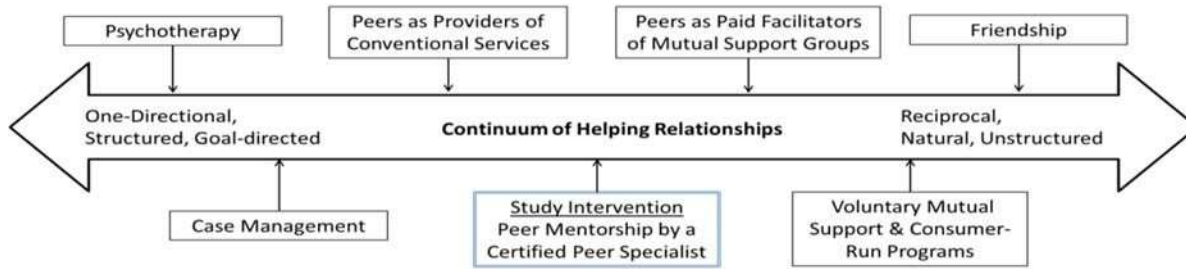 Psychotherapy
Peers as Providers of
Conventional Services
Peers as Paid Facilitators
of Mutual Support Groups
Friendship
One-Directional,
Structured, Goal-directed
Continuum of Helping Relationships
Reciprocal,
Natural, Unstructured
Case Management
Study Intervention
Peer Mentorship by a
Certified Peer Specialist
Voluntary Mutual
Support & Consumer-
Run Programs